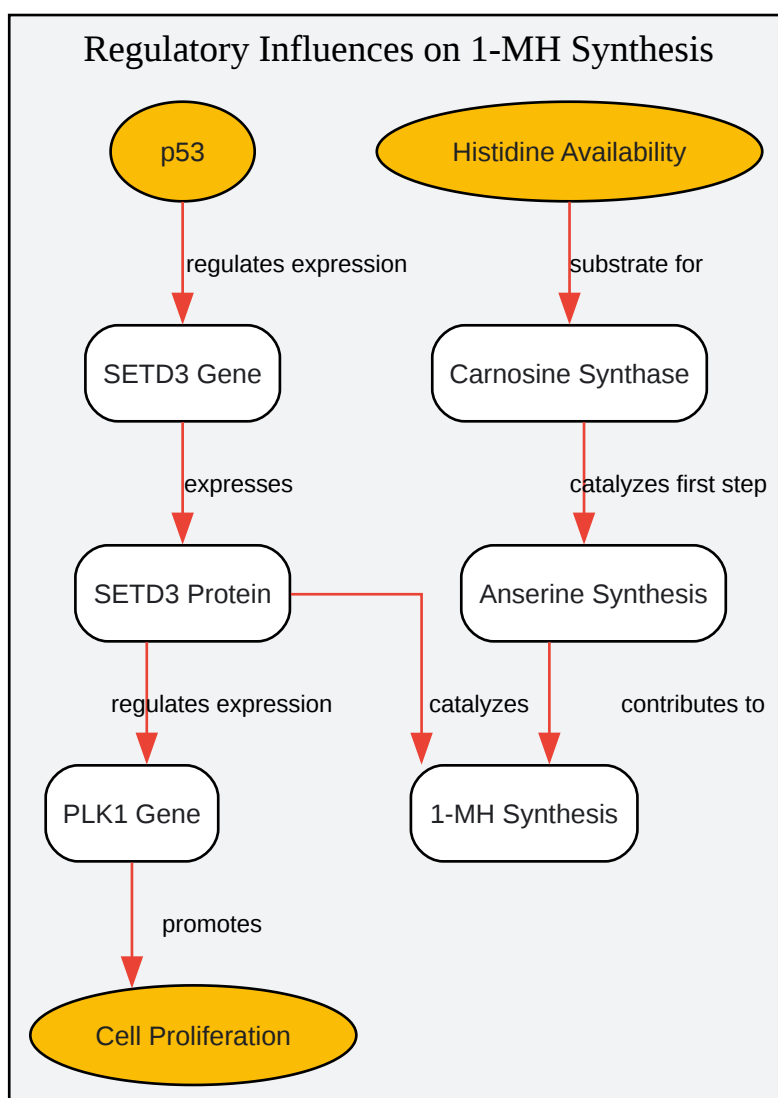 Regulatory Influences on 1-MH Synthesis
p53
Histidine Availability
regulates expression
substrate for
SETD3 Gene
Carnosine Synthase
expresses
catalyzes first step
SETD3 Protein
Anserine Synthesis
regulates expression
catalyzes
contributes to
PLK1 Gene
1-MH Synthesis
promotes
Cell Proliferation